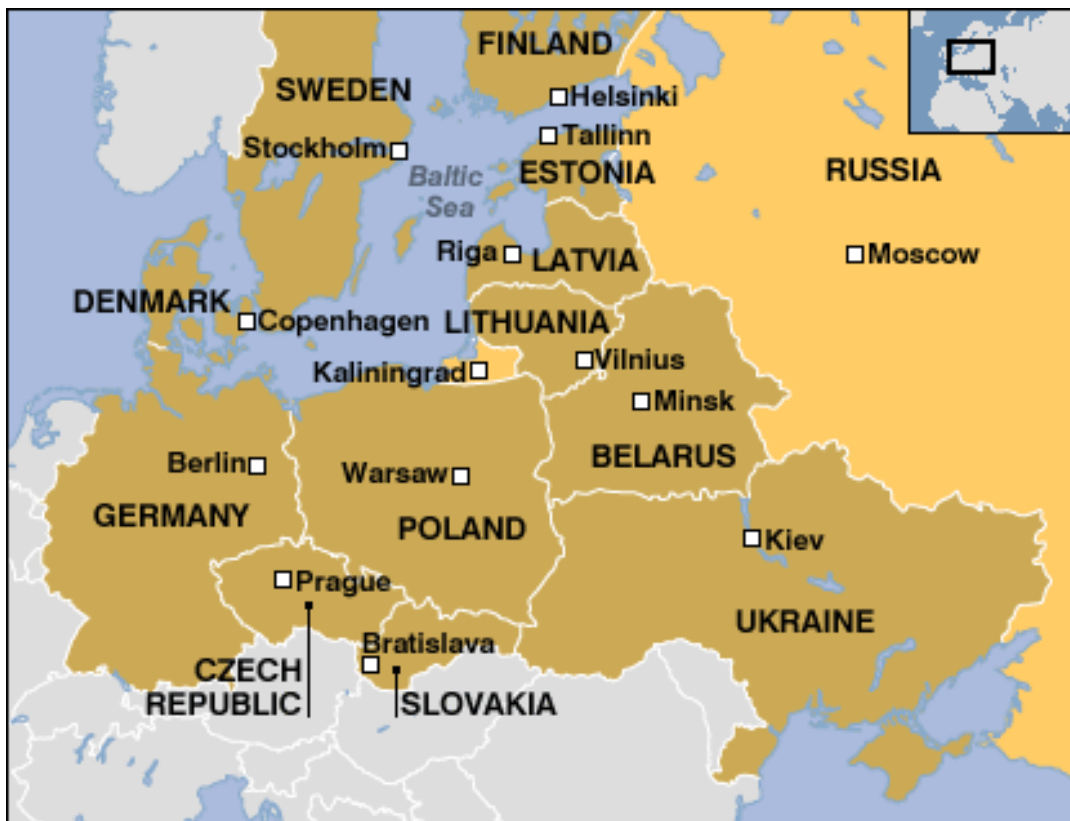 FINLAND
SWEDEN
Helsinki
Tallinn
Stockholm
ESTONIA
RUSSIA
Baltic
Sea
Riga
LATVIA
Moscow
DENMARK
Copenhagen
LITHUANIA
Vilnius
Kaliningrad
Minsk
BELARUS
Berlin
Warsaw
GERMANY
POLAND
Kiev
Prague
UKRAINE
Bratislava
CZECH
REPUBLIC
SLOVAKIA